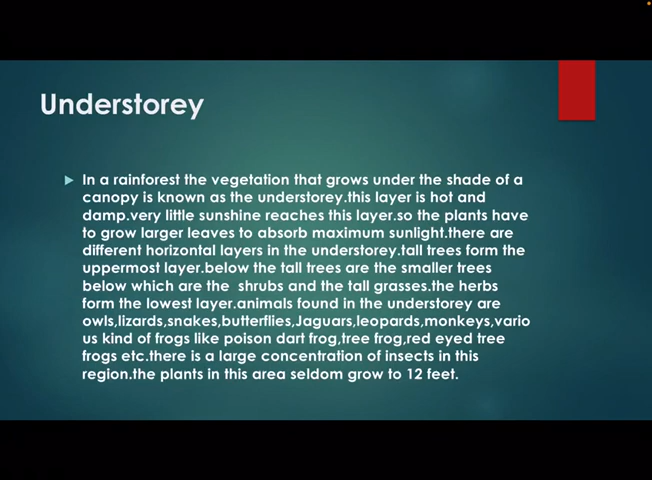 Understorey
In a rainforest the vegetation that grows under the shade of a
canopy is known as the understorey.this layer is hot and
damp.very little sunshine reaches this layer.so the plants have
to grow larger leaves to absorb maximum sunlight.there are
different horizontal layers in the understorey.tall trees form the
uppermost layer.below the tall trees are the smaller trees
below which are the shrubs and the tall grasses.the herbs
form the lowest layer.animals found in the understorey are
owls,lizards,snakes,butterflies,Jaguars,leopards,monkeys,vario
us kind of frogs like poison dart frog,tree frog,red eyed tree
frogs etc.there is a large concentration of insects in this
region.the plants in this area seldom grow to 12 feet.